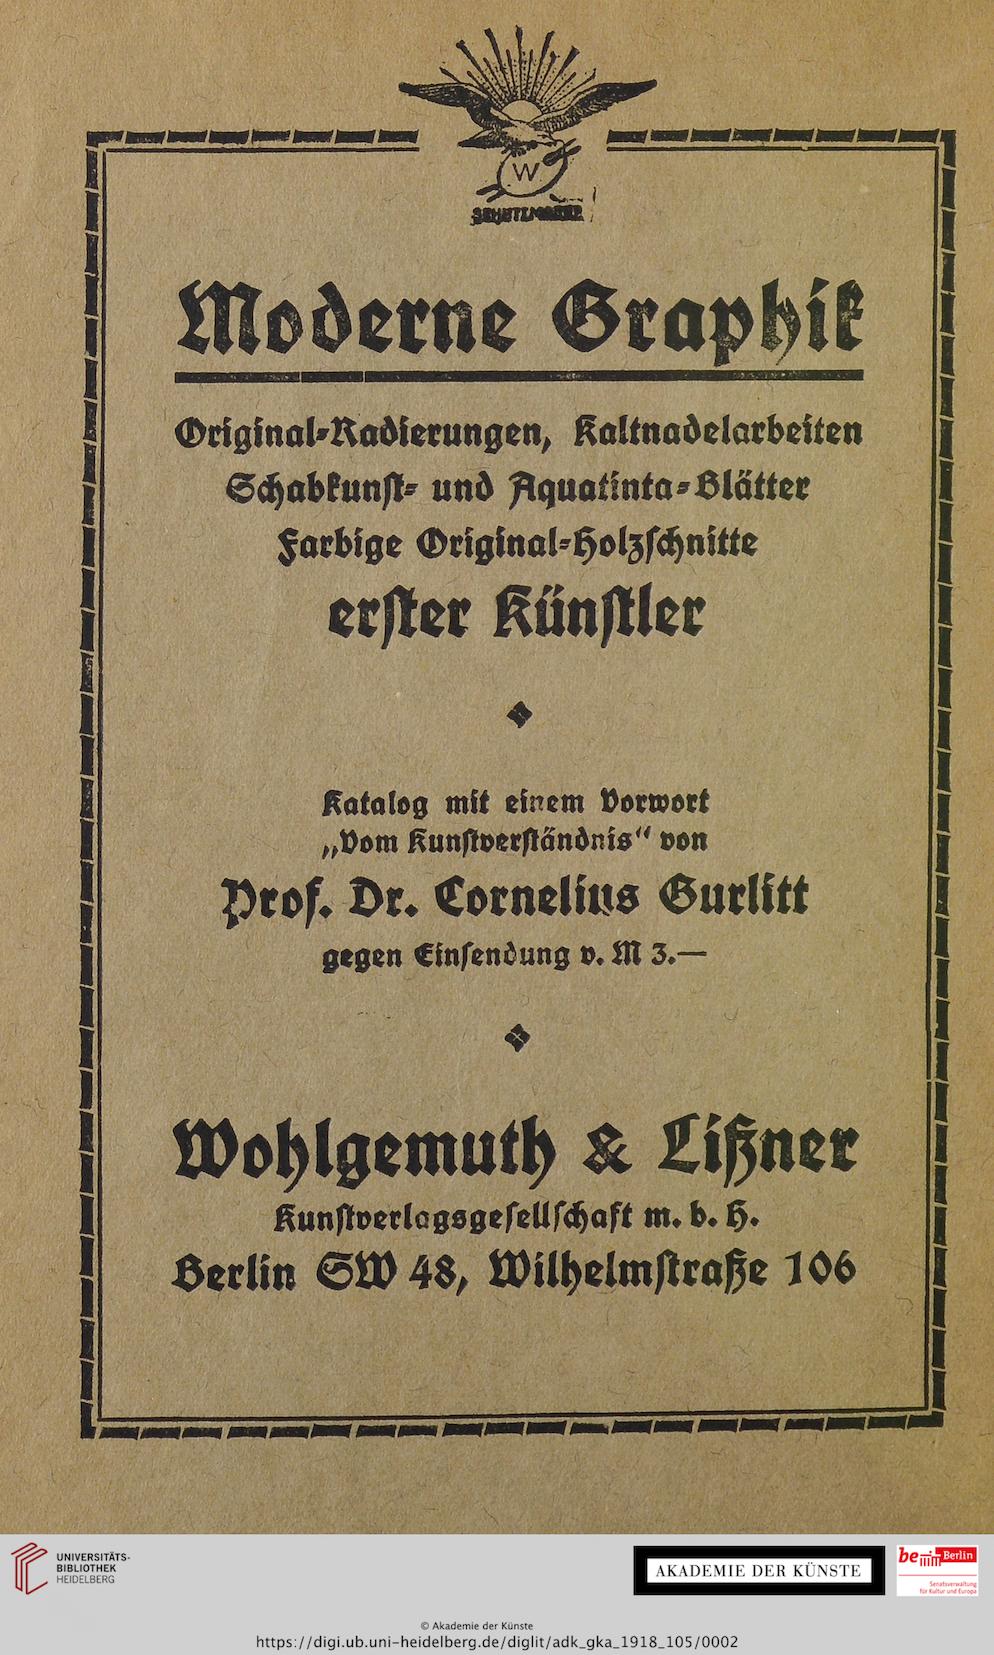 W
SCHUTZMARKE
Moderne Graphik
Original-Radierungen, Kaltnadelarbeiten
Schabkunst- und Aquatinta-Blätter
Farbige Original-Holzschnitte
erster Künstler
Katalog mit einem Vorwort
„Vom Kunstverständnis“ von
Prof. Dr. Cornelius Gurlitt
gegen Einsendung v. M 3.—
Wohlgemuth & Lißner
Kunstverlagsgesellschaft m. b. H.
Berlin SW 48, Wilhelmstraße 106
UNIVERSITÄTS-
BIBLIOTHEK
HEIDELBERG
AKADEMIE DER KÜNSTE
be Berlin
Senatsverwaltung
für Kultur und Europa
© Akademie der Künste
https://digi.ub.uni-heidelberg.de/diglit/adk_gka_1918_105/0002